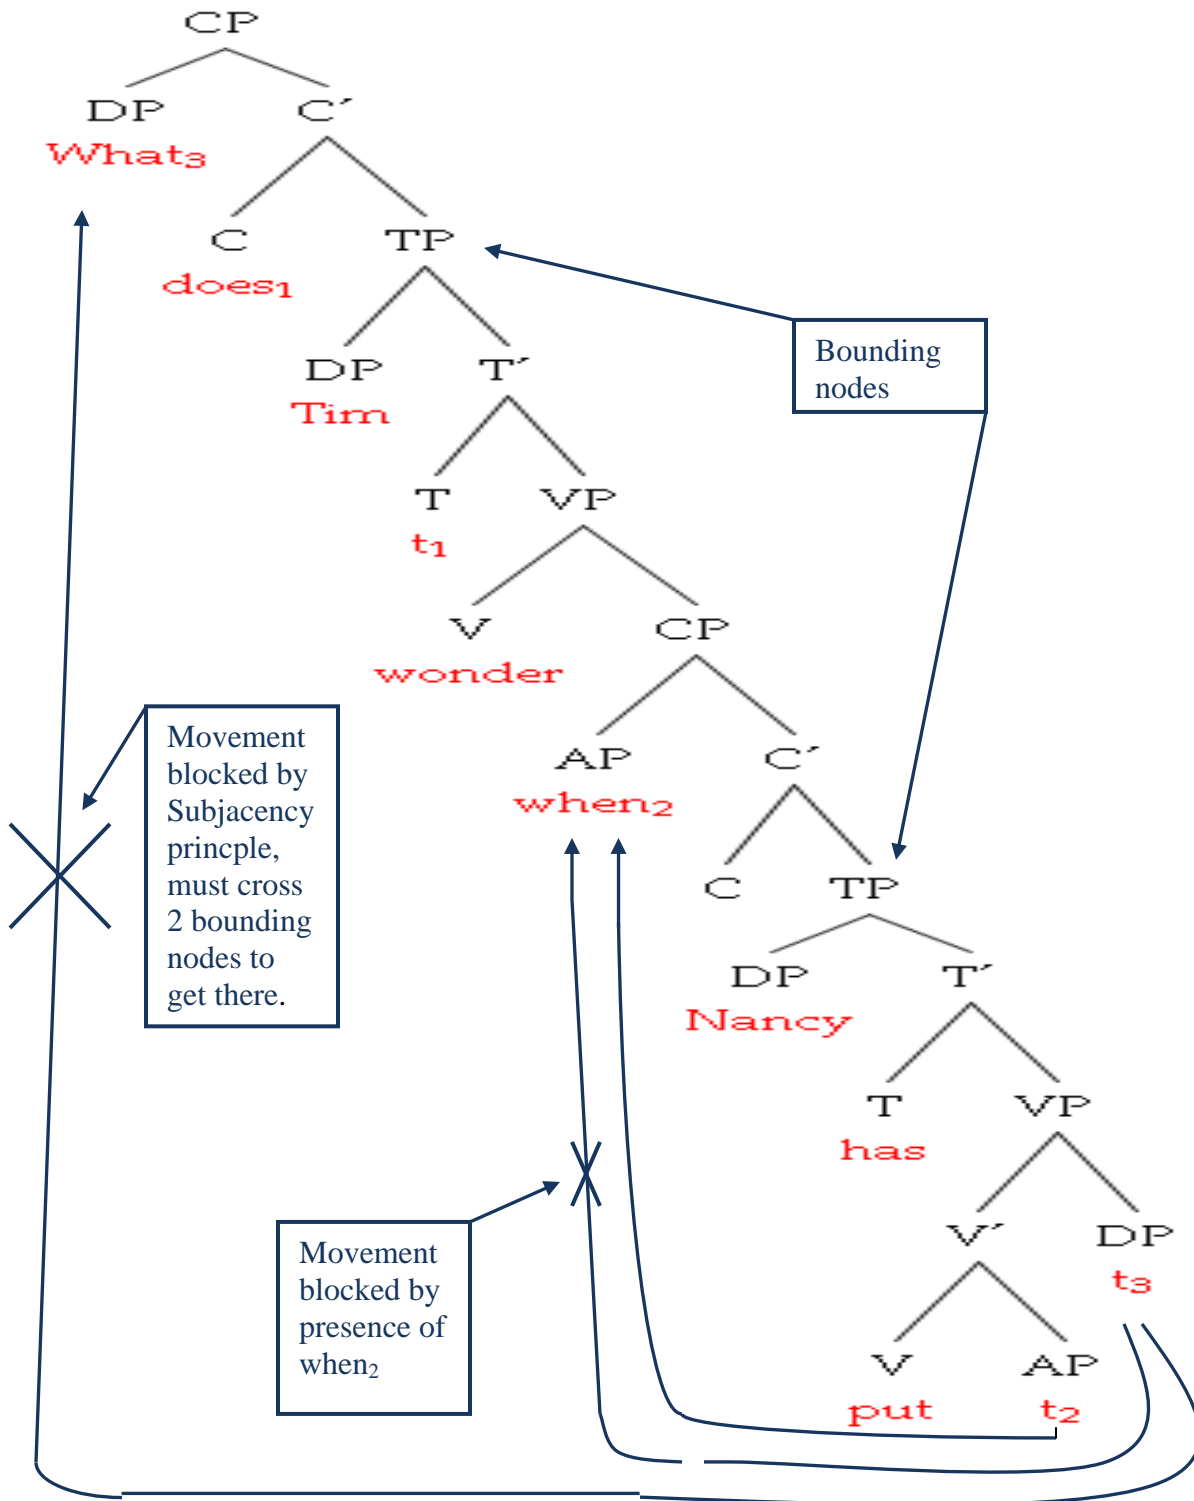 CP
DP C′
What₃
C TP
does₁
DP T′
Tim
Bounding
nodes
T VP
t₁
V CP
wonder
AP C′
when₂
Movement
blocked by
Subjacency
princple,
must cross
2 bounding
nodes to
get there.
C TP
DP T′
Nancy
T VP
has
V′ DP
t₃
Movement
blocked by
presence of
when₂
V AP
put t₂